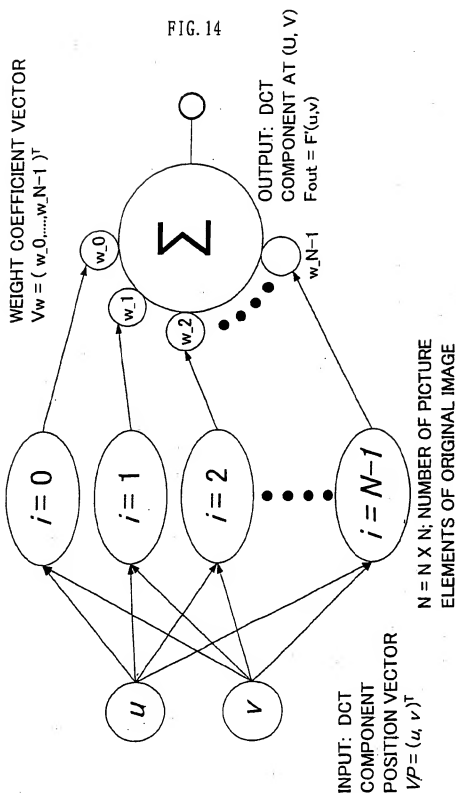 FIG. 14
WEIGHT COEFFICIENT VECTOR
Vw = ( w_0,....,w_N-1 )ᵀ
u
v
i = 0
i = 1
i = 2
i = N-1
w_0
w_1
w_2
w_N-1
Σ
INPUT: DCT
COMPONENT
POSITION VECTOR
VP = (u, v)ᵀ
N = N X N; NUMBER OF PICTURE
ELEMENTS OF ORIGINAL IMAGE
OUTPUT: DCT
COMPONENT AT (U, V)
Fout = F'(u,v)